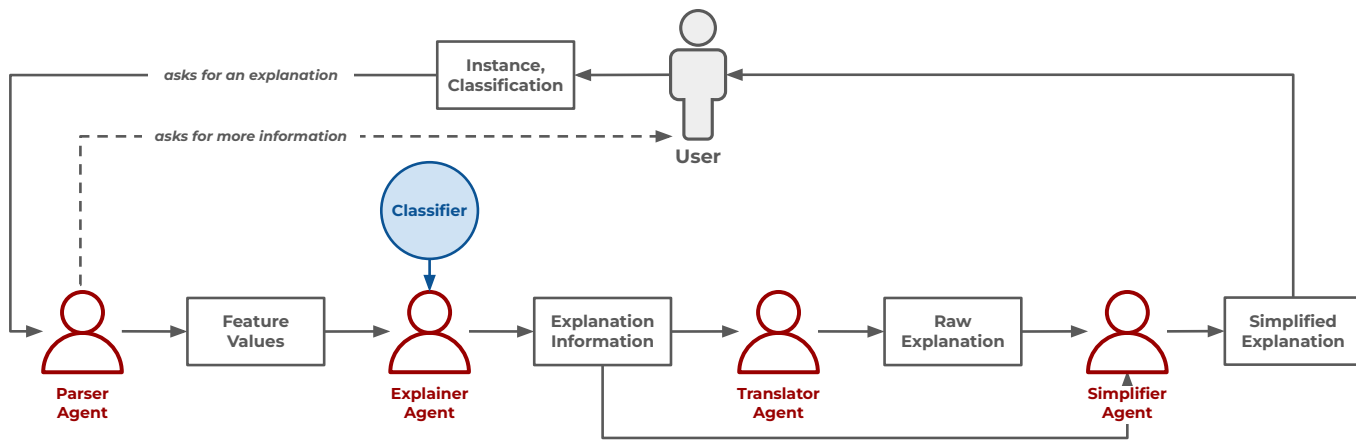 asks for an explanation
Instance,
Classification
asks for more information
User
Classifier
Feature
Values
Explanation
Information
Raw
Explanation
Simplified
Explanation
Parser
Agent
Explainer
Agent
Translator
Agent
Simplifier
Agent